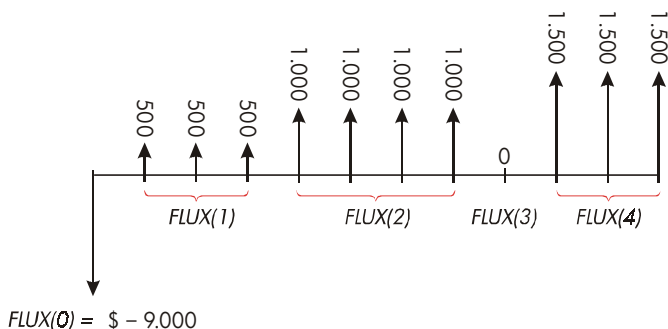 1.500 1.500 1.500
1.000 1.000 1.000 1.000
500 500 500
0
FLUX(1) FLUX(2) FLUX(3) FLUX(4)
FLUX(0) = $ – 9.000